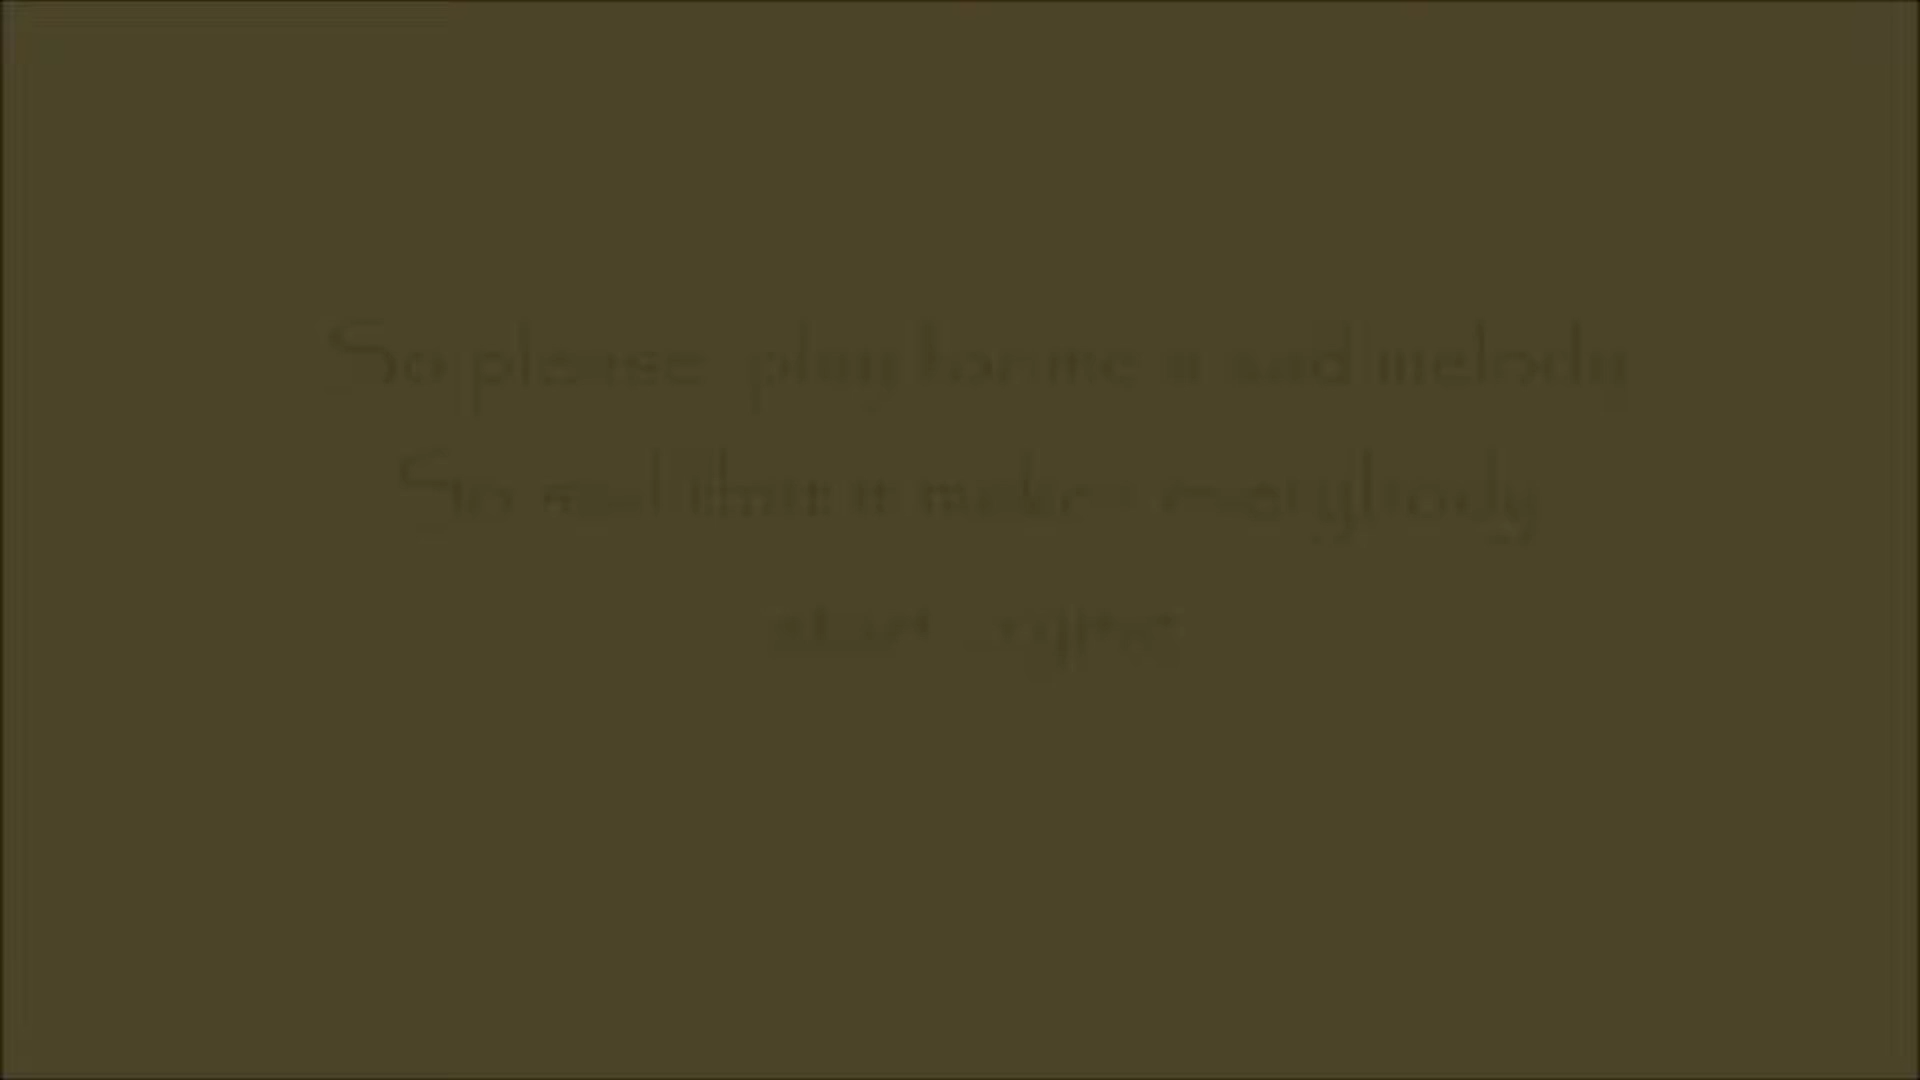 So please play for me a sad melody
So sad that it makes everybody
start crying